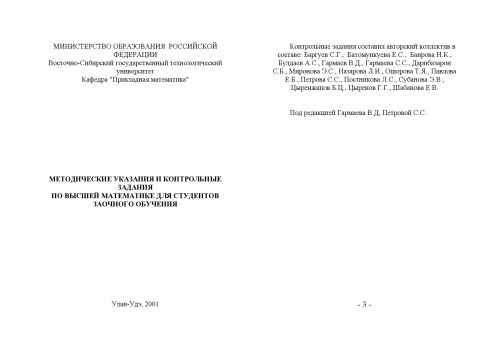 МИНИСТЕРСТВО ОБРАЗОВАНИЯ РОССИЙСКОЙ
ФЕДЕРАЦИИ
Восточно-Сибирский государственный технологический
университет
Кафедра "Прикладная математика"
МЕТОДИЧЕСКИЕ УКАЗАНИЯ И КОНТРОЛЬНЫЕ
ЗАДАНИЯ
ПО ВЫСШЕЙ МАТЕМАТИКЕ ДЛЯ СТУДЕНТОВ
ЗАОЧНОГО ОБУЧЕНИЯ
Улан-Удэ, 2001
Контрольные задания составил авторский коллектив в
составе: Баргуев С.Г., Батомункуева Е.С., Баирова Н.К.,
Булдаев А.С., Гармаев В.Д., Гармаева С.С., Дарибазарон
С.Б., Миронова Э.С., Назарова Л.И., Ошорова Т.Я., Павлова
Е.Б., Петрова С.С., Постникова Л.С., Субанова Э.В.,
Цыренжапов Б.Ц., Цыренов Г.Г., Шабанова Е.В.
Под редакцией Гармаева В.Д, Петровой С.С.
- 3 -